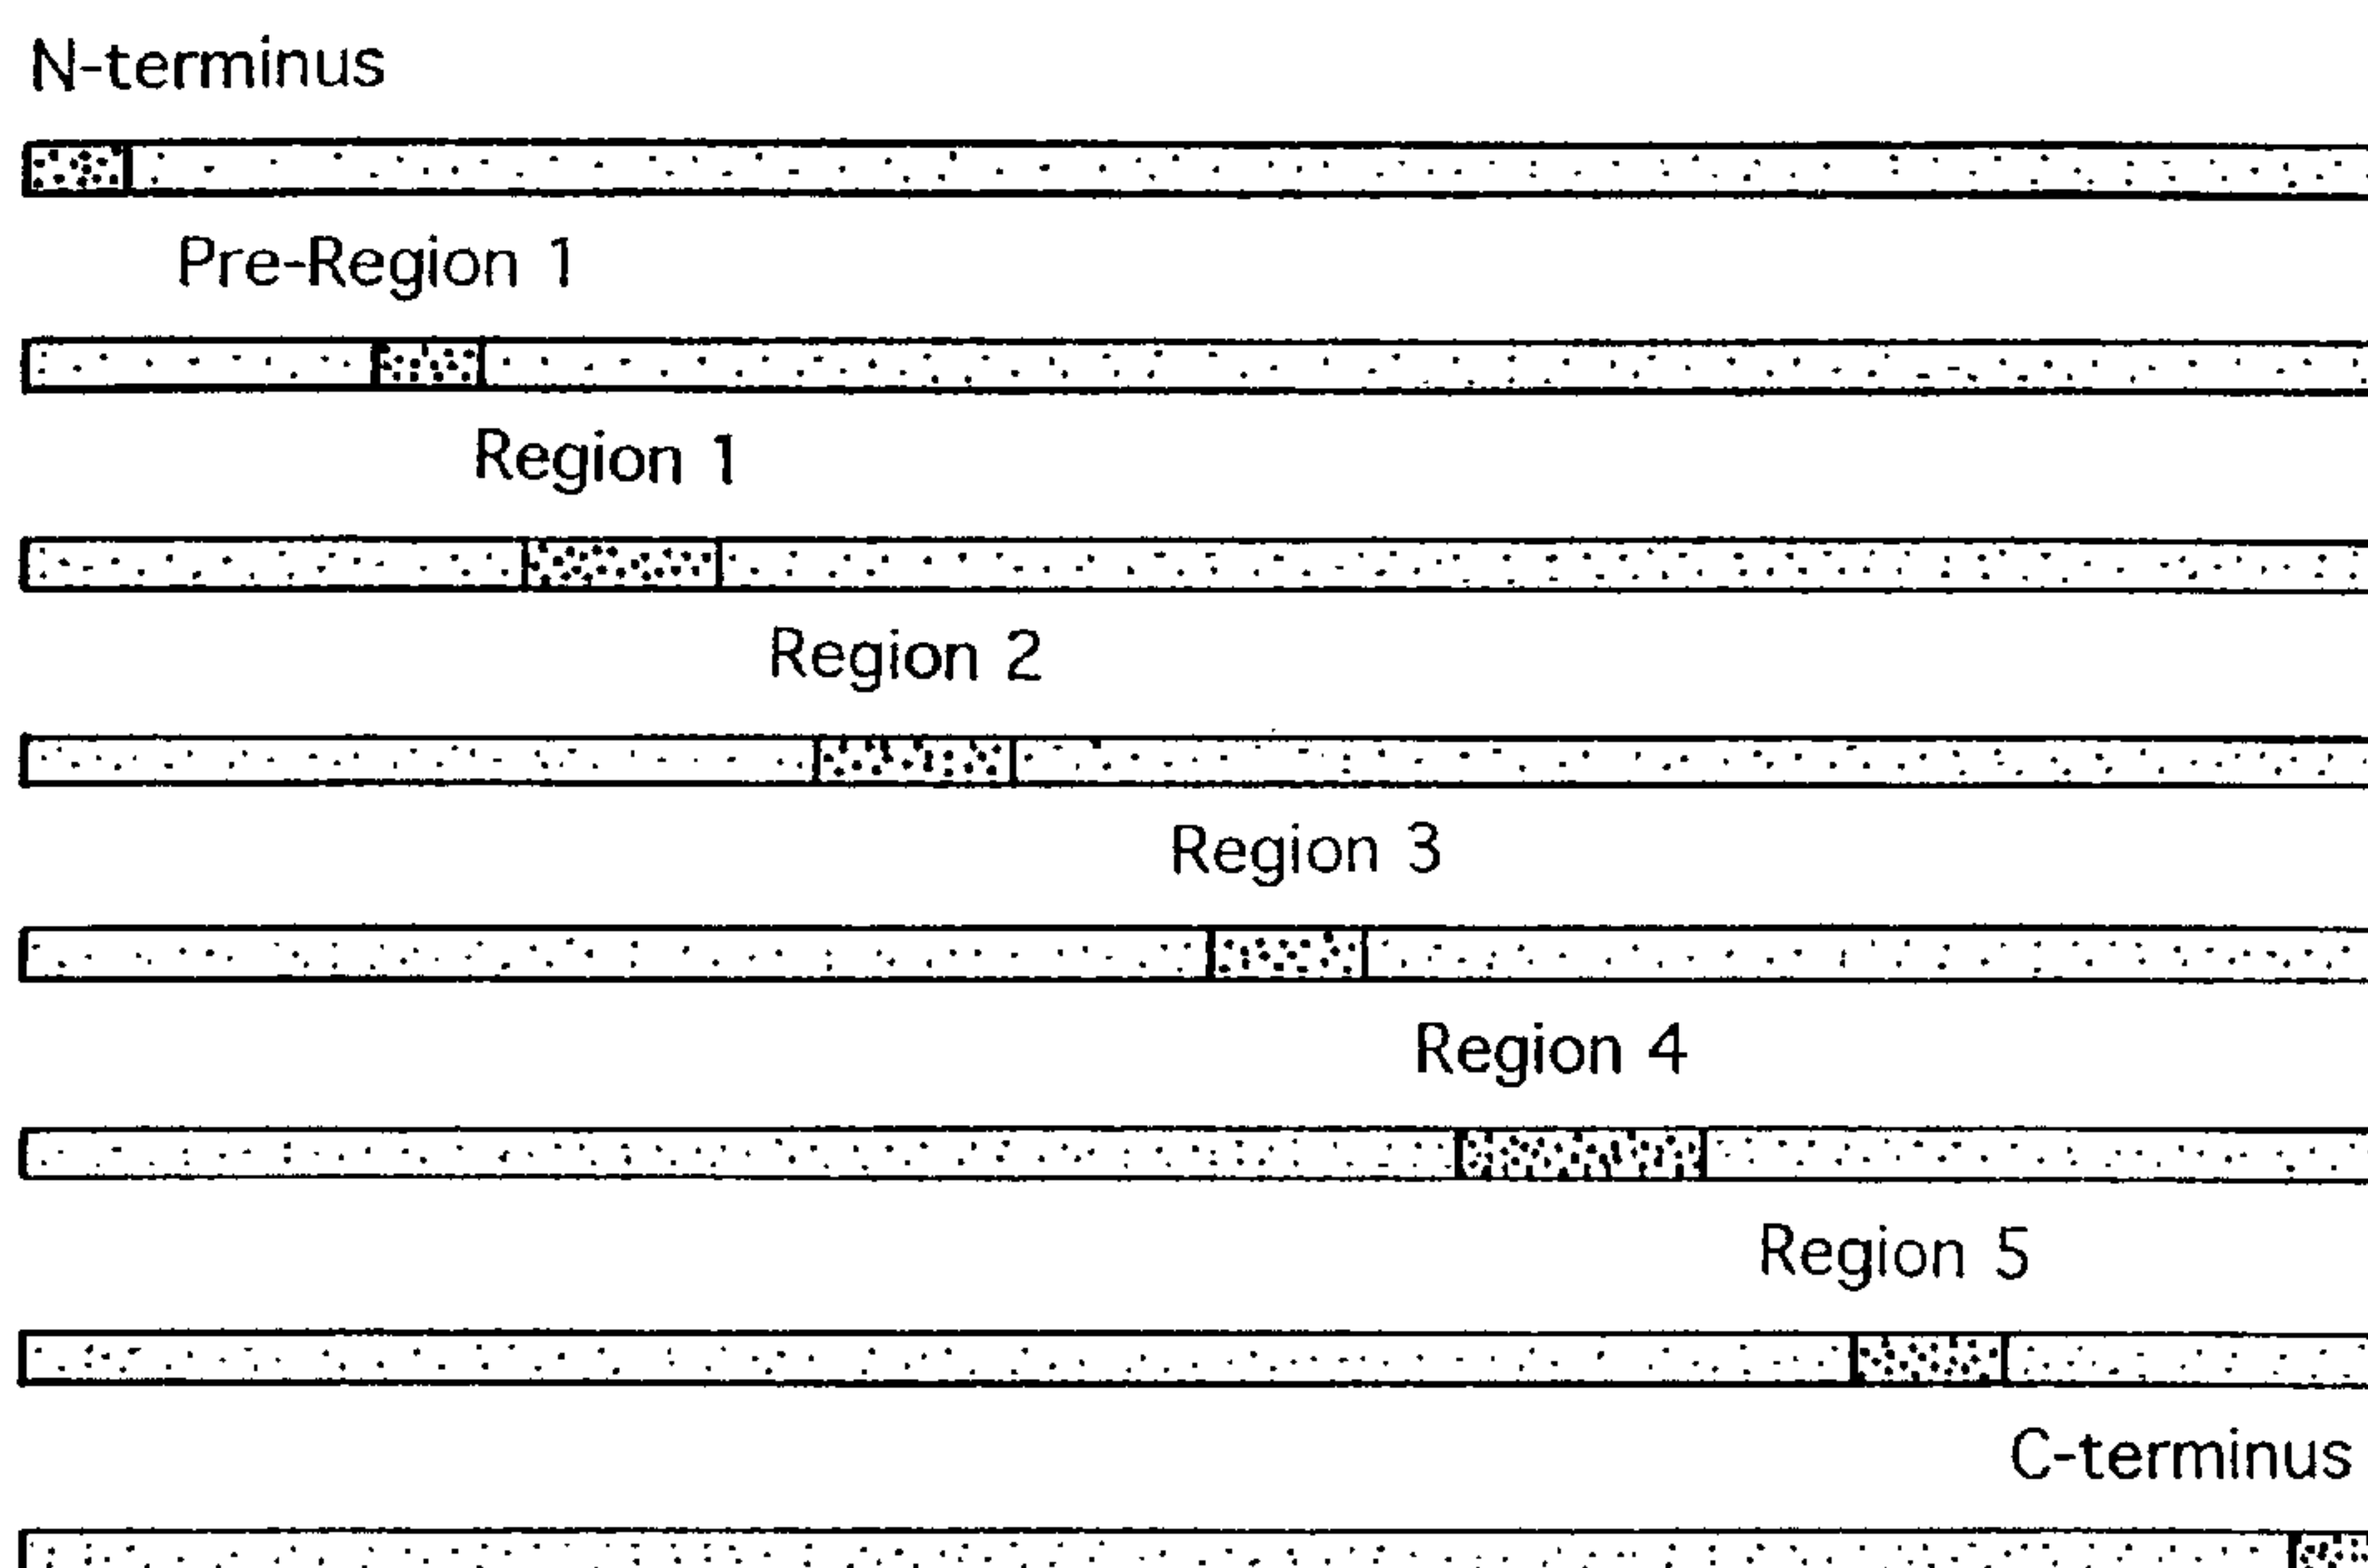 N-terminus
Pre-Region 1
Region 1
Region 2
Region 3
Region 4
Region 5
C-terminus